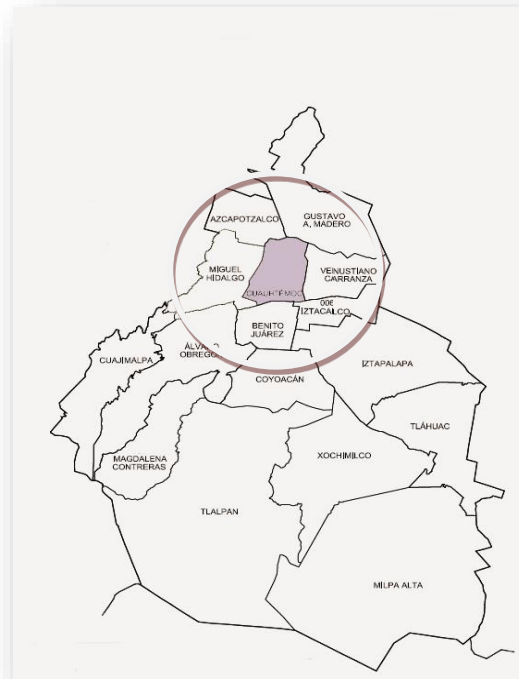 AZCAPOTZALCO
GUSTAVO
A. MADERO
MIGUEL
HIDALGO
CUAUHTÉMOC
VENUSTIANO
CARRANZA
IZTACALCO
BENITO
JUÁREZ
CUAJIMALPA
OBREGO
COYOACÁN
IZTAPALAPA
TLÁHUAC
MAGDALENA
CONTRERAS
XOCHIMILCO
TLALPAN
MILPA ALTA